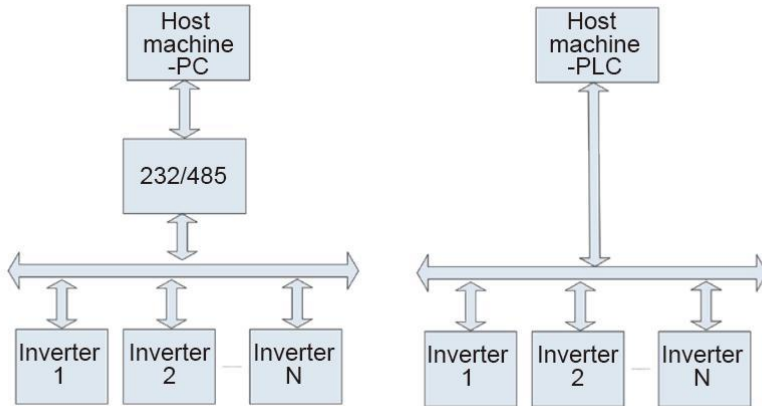 Host
machine
-PC
232/485
Inverter
1
Inverter
2
Inverter
N
Host
machine
-PLC
Inverter
1
Inverter
2
Inverter
N